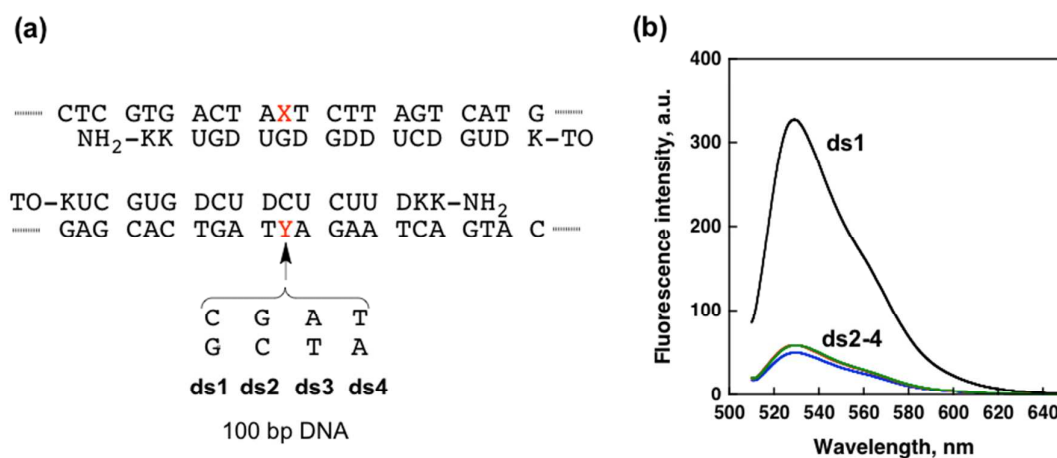 (a)
CTC GTG ACT AXT CTT AGT CATG
NH2-KK UGD UGD GDD UCD GUD K-TO
TO-KUC GUG DCU DCU CUU DKK-NH2
GAG CAC TGA TYA GAA TCA GTA C
C G A T
G C T A
ds1 ds2 ds3 ds4
100 bp DNA
(b)
Fluorescence intensity, a.u.
400
300
200
100
0
ds1
ds2-4
500 520 540 560 580 600 620 640
Wavelength, nm